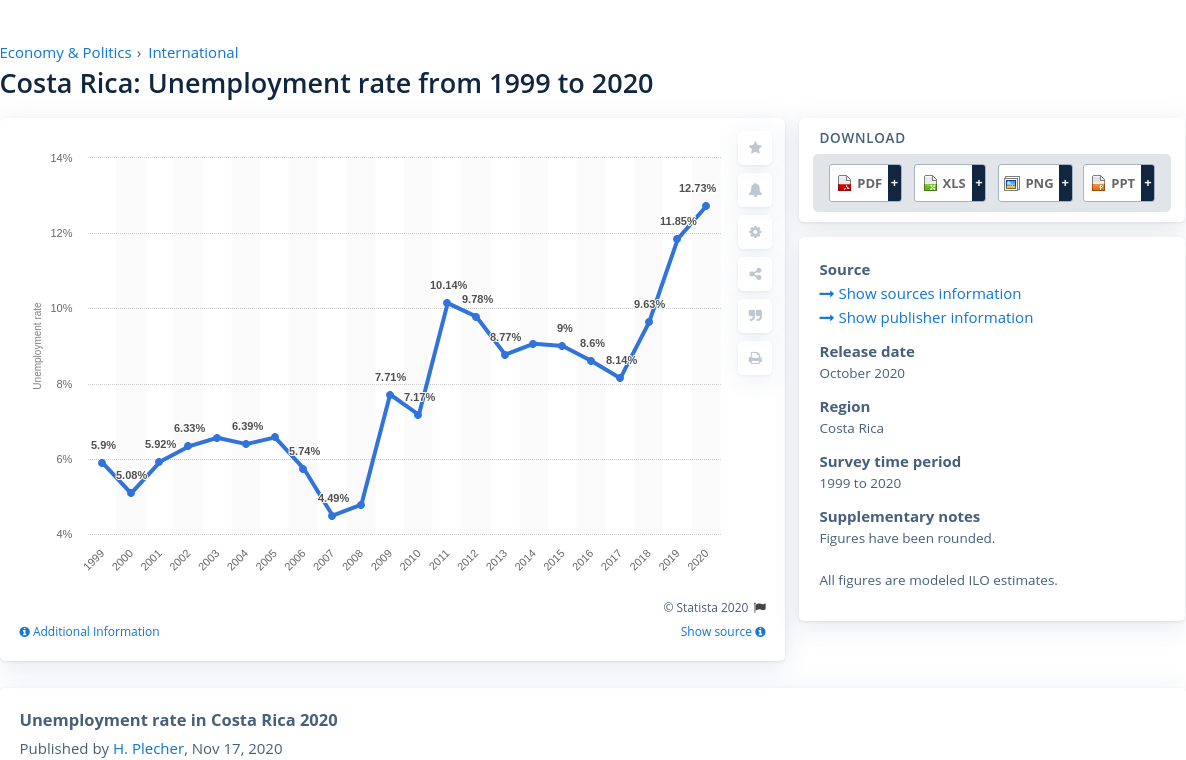 Economy & Politics › International
Costa Rica: Unemployment rate from 1999 to 2020
14%
12%
10%
8%
6%
4%
Unemployment rate
5.9%
5.08%
5.92%
6.33%
6.39%
5.74%
4.49%
7.71%
7.17%
10.14%
9.78%
8.77%
9%
8.6%
8.14%
9.63%
11.85%
12.73%
1999
2000
2001
2002
2003
2004
2005
2006
2007
2008
2009
2010
2011
2012
2013
2014
2015
2016
2017
2018
2019
2020
© Statista 2020
Additional Information
Show source
DOWNLOAD
PDF +
XLS +
PNG +
PPT +
Source
Show sources information
Show publisher information
Release date
October 2020
Region
Costa Rica
Survey time period
1999 to 2020
Supplementary notes
Figures have been rounded.
All figures are modeled ILO estimates.
Unemployment rate in Costa Rica 2020
Published by H. Plecher, Nov 17, 2020